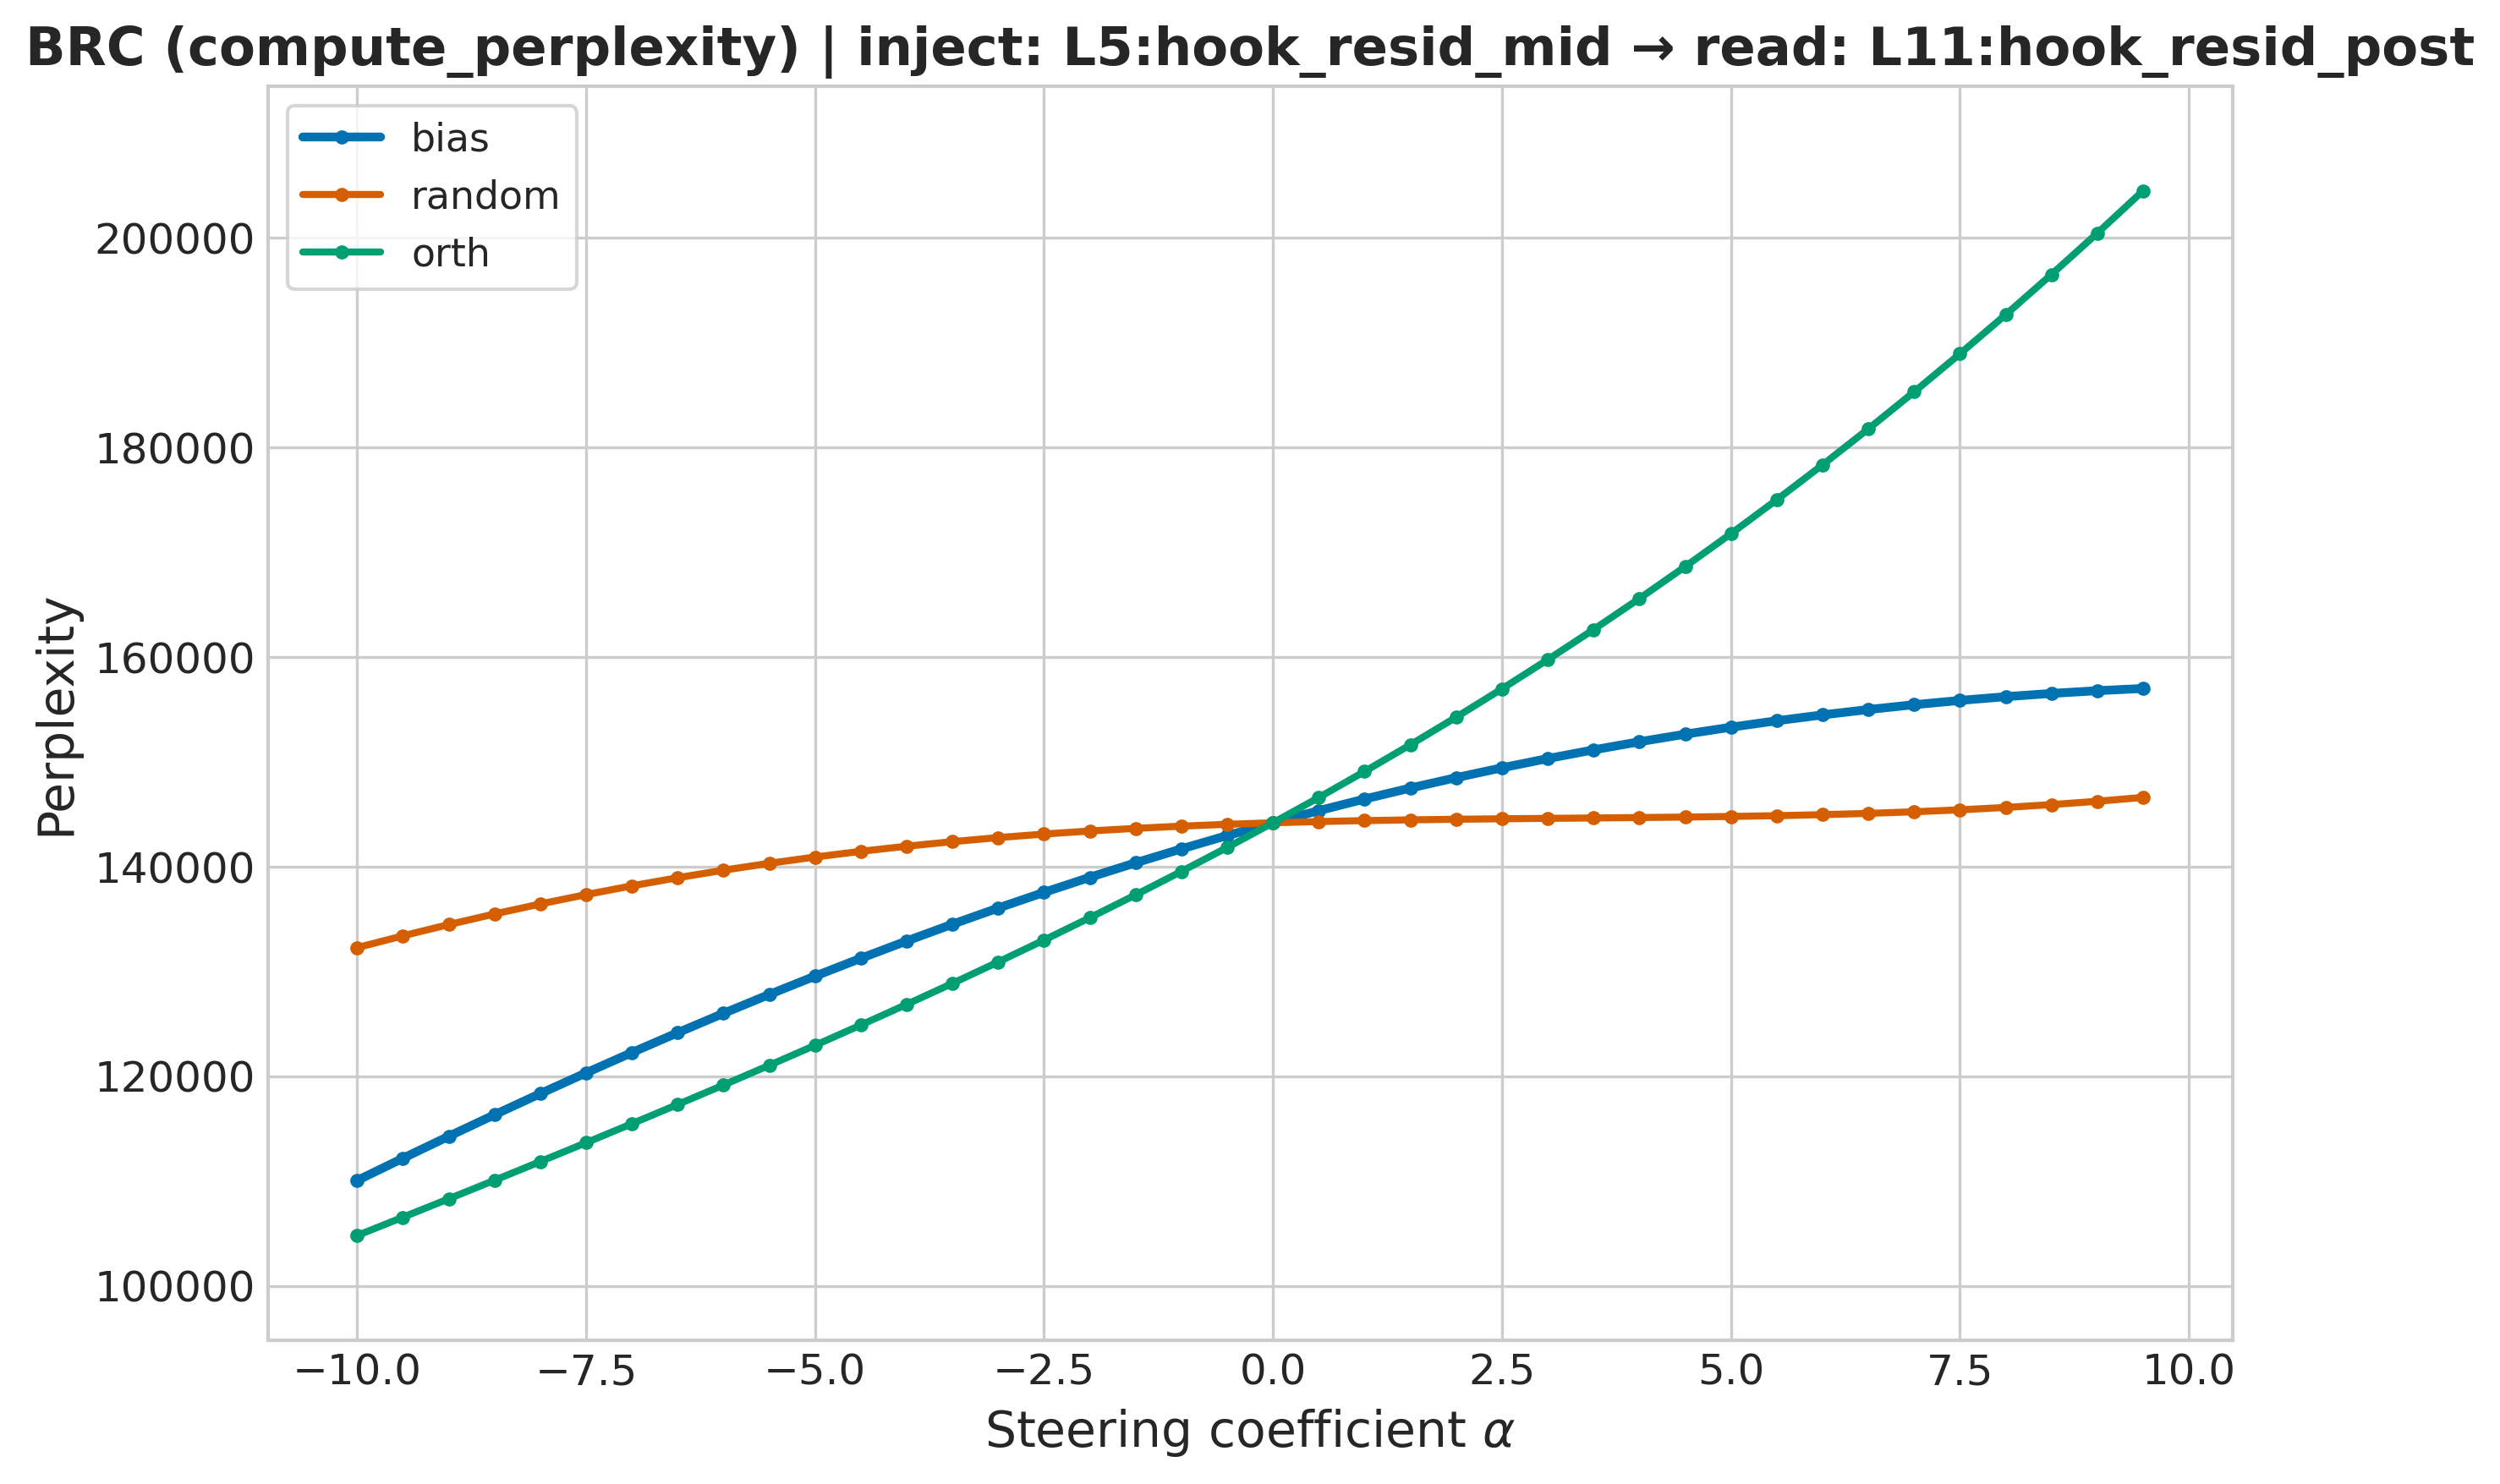 BRC (compute_perplexity) | inject: L5:hook_resid_mid → read: L11:hook_resid_post
bias
random
orth
Perplexity
200000
180000
160000
140000
120000
100000
−10.0 −7.5 −5.0 −2.5 0.0 2.5 5.0 7.5 10.0
Steering coefficient α